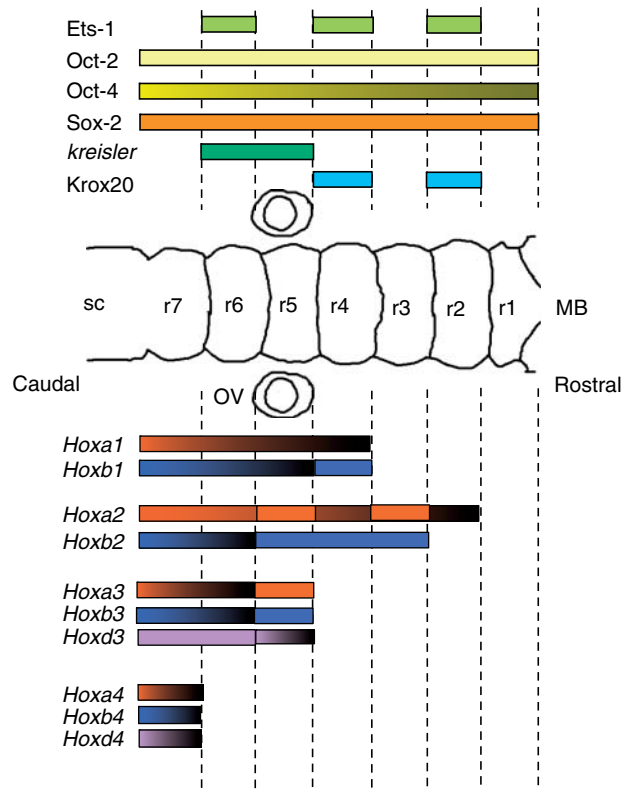 Ets-1
Oct-2
Oct-4
Sox-2
kreisler
Krox20
sc r7 r6 r5 r4 r3 r2 r1 MB
Caudal OV Rostral
Hoxa1
Hoxb1
Hoxa2
Hoxb2
Hoxa3
Hoxb3
Hoxd3
Hoxa4
Hoxb4
Hoxd4